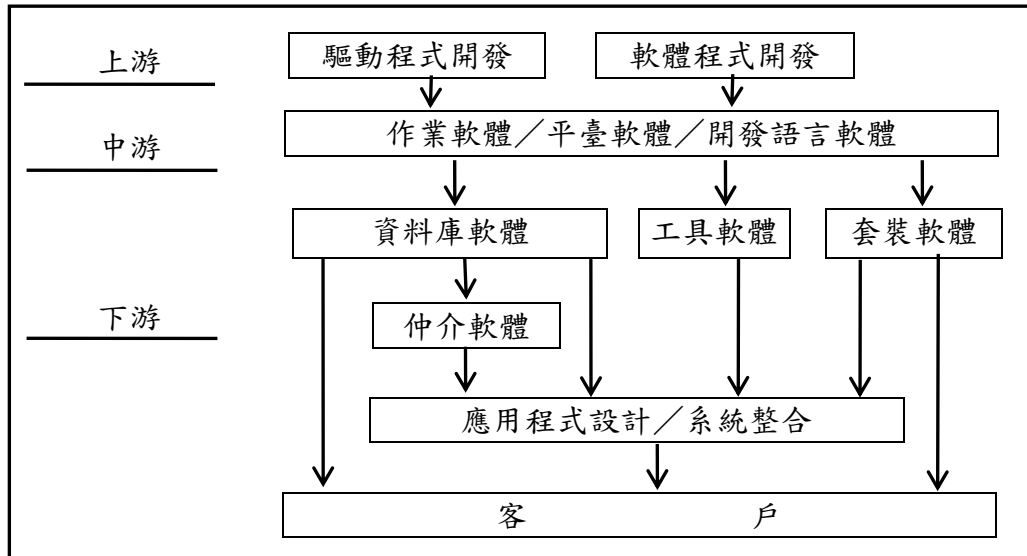 上游
驅動程式開發
軟體程式開發
中游
作業軟體／平臺軟體／開發語言軟體
資料庫軟體
工具軟體
套裝軟體
下游
仲介軟體
應用程式設計／系統整合
客戶